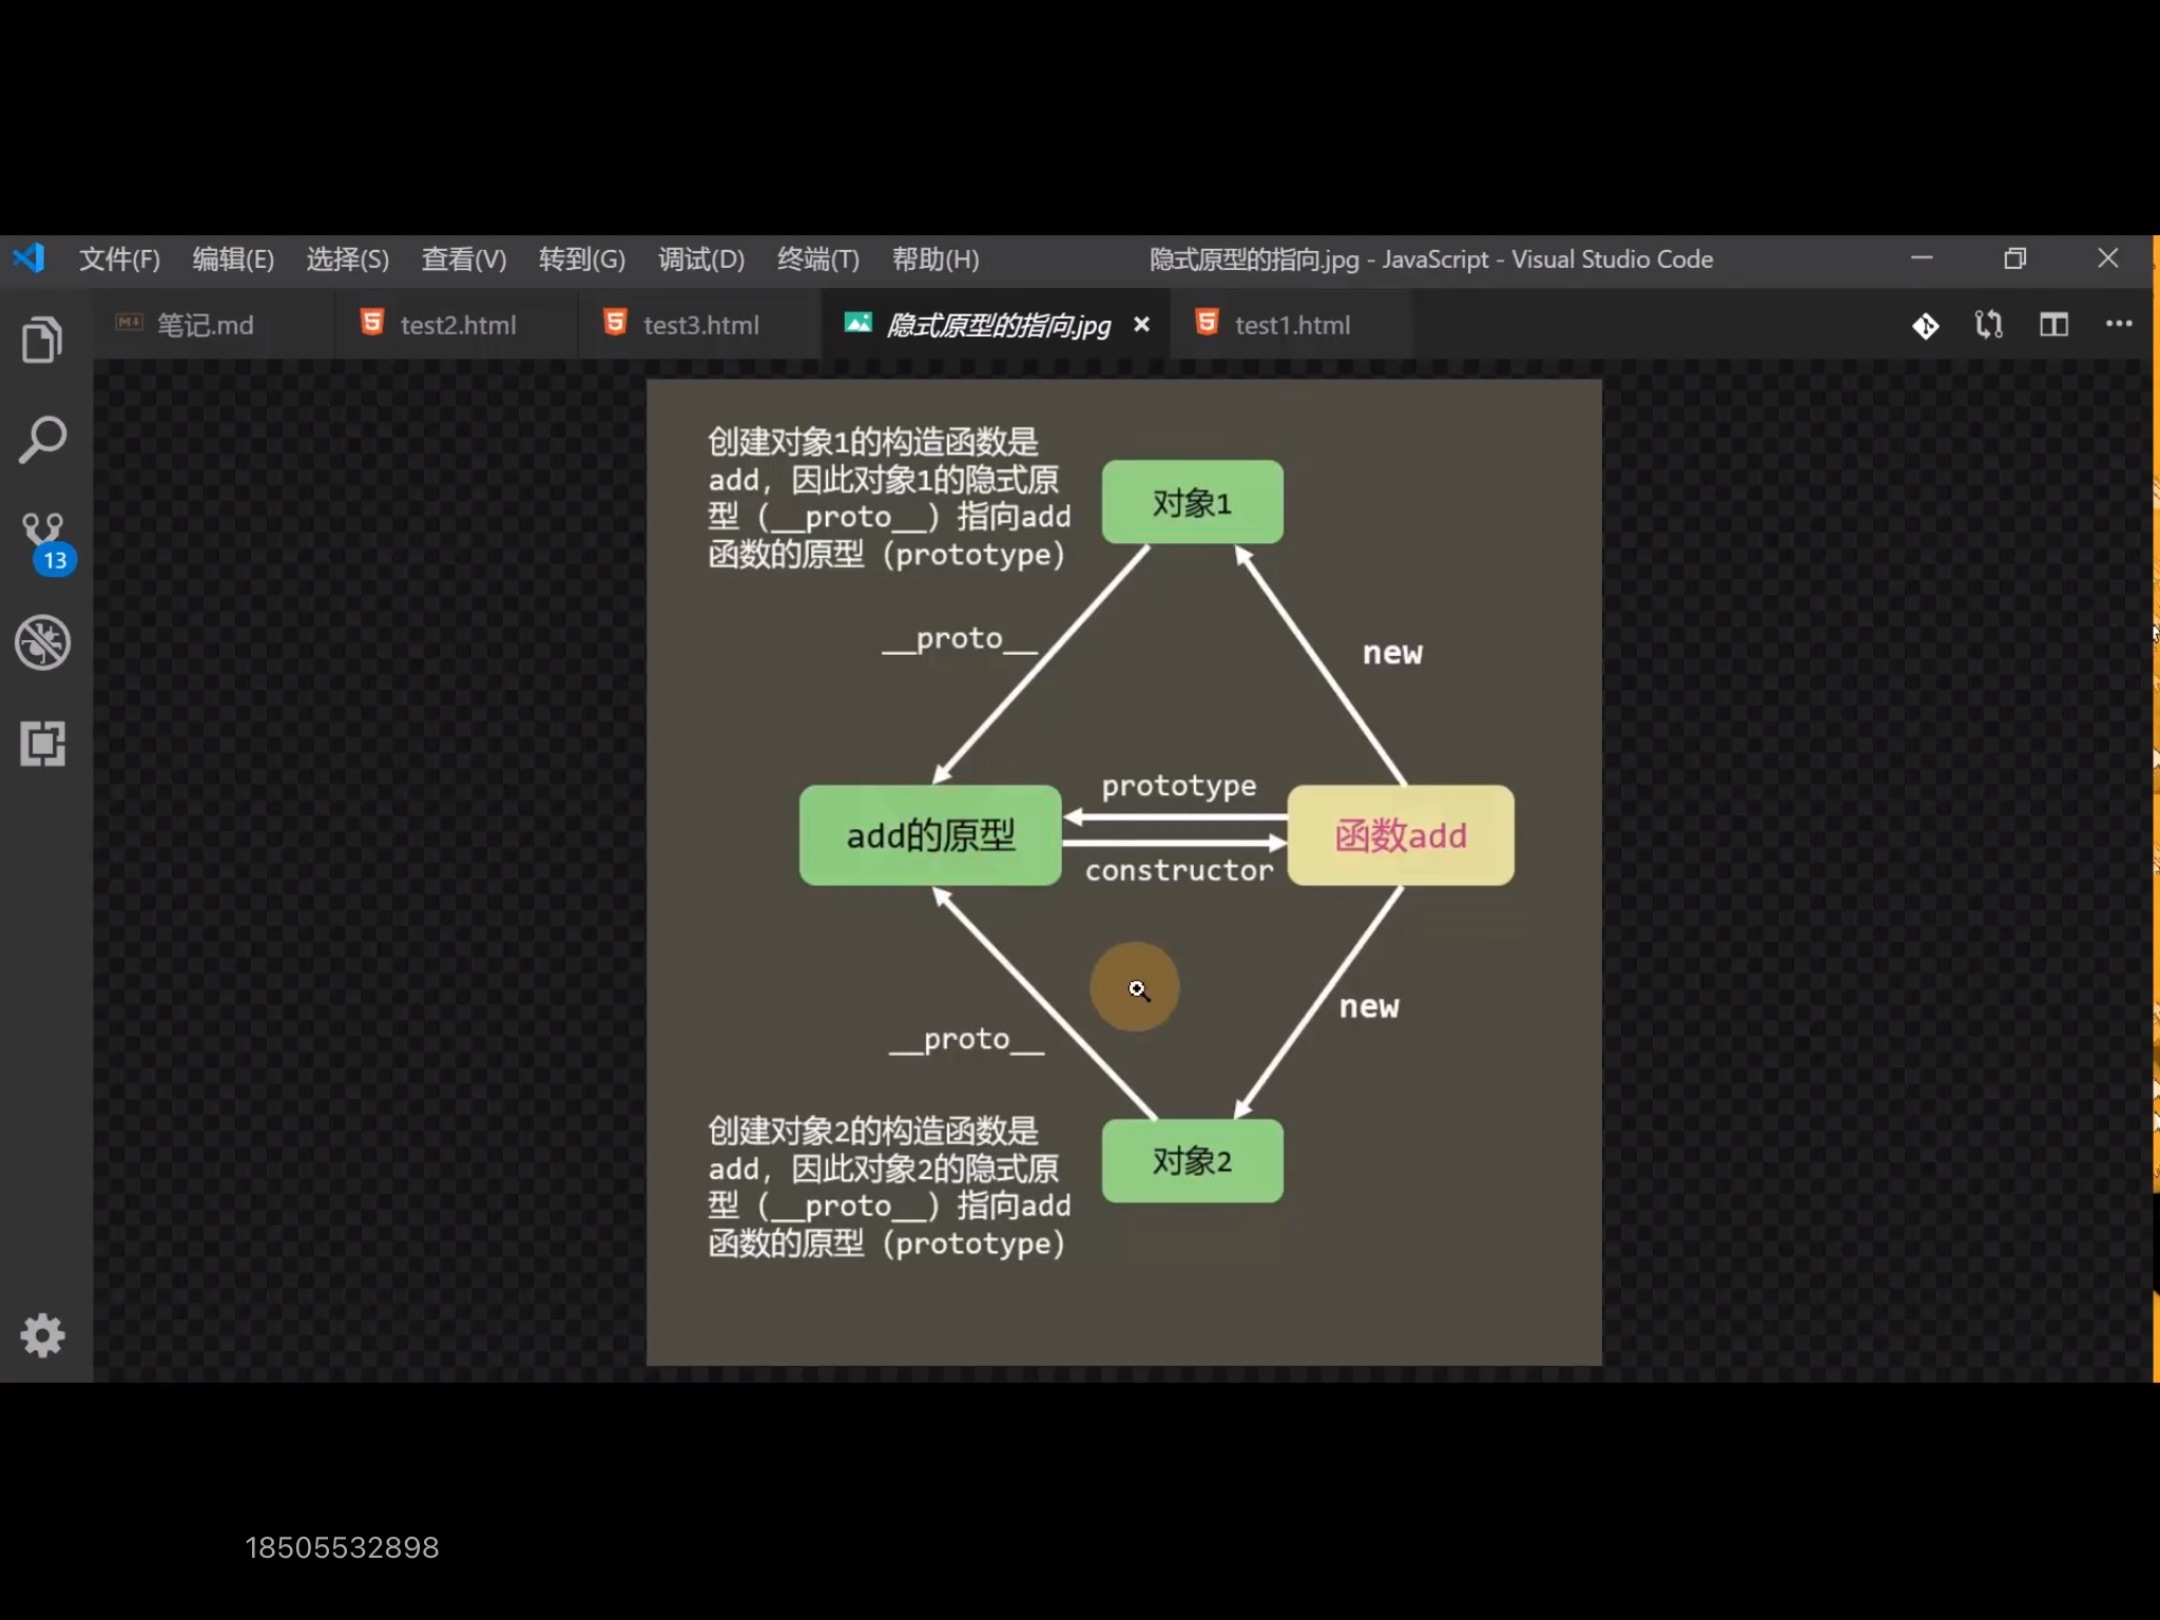 文件(F) 编辑(E) 选择(S) 查看(V) 转到(G) 调试(D) 终端(T) 帮助(H) 隐式原型的指向.jpg - JavaScript - Visual Studio Code
笔记.md test2.html test3.html 隐式原型的指向.jpg test1.html
13
创建对象1的构造函数是
add，因此对象1的隐式原
型（__proto__）指向add
函数的原型（prototype）
对象1
__proto__
new
prototype
add的原型
函数add
constructor
__proto__
new
创建对象2的构造函数是
add，因此对象2的隐式原
型（__proto__）指向add
函数的原型（prototype）
对象2
18505532898